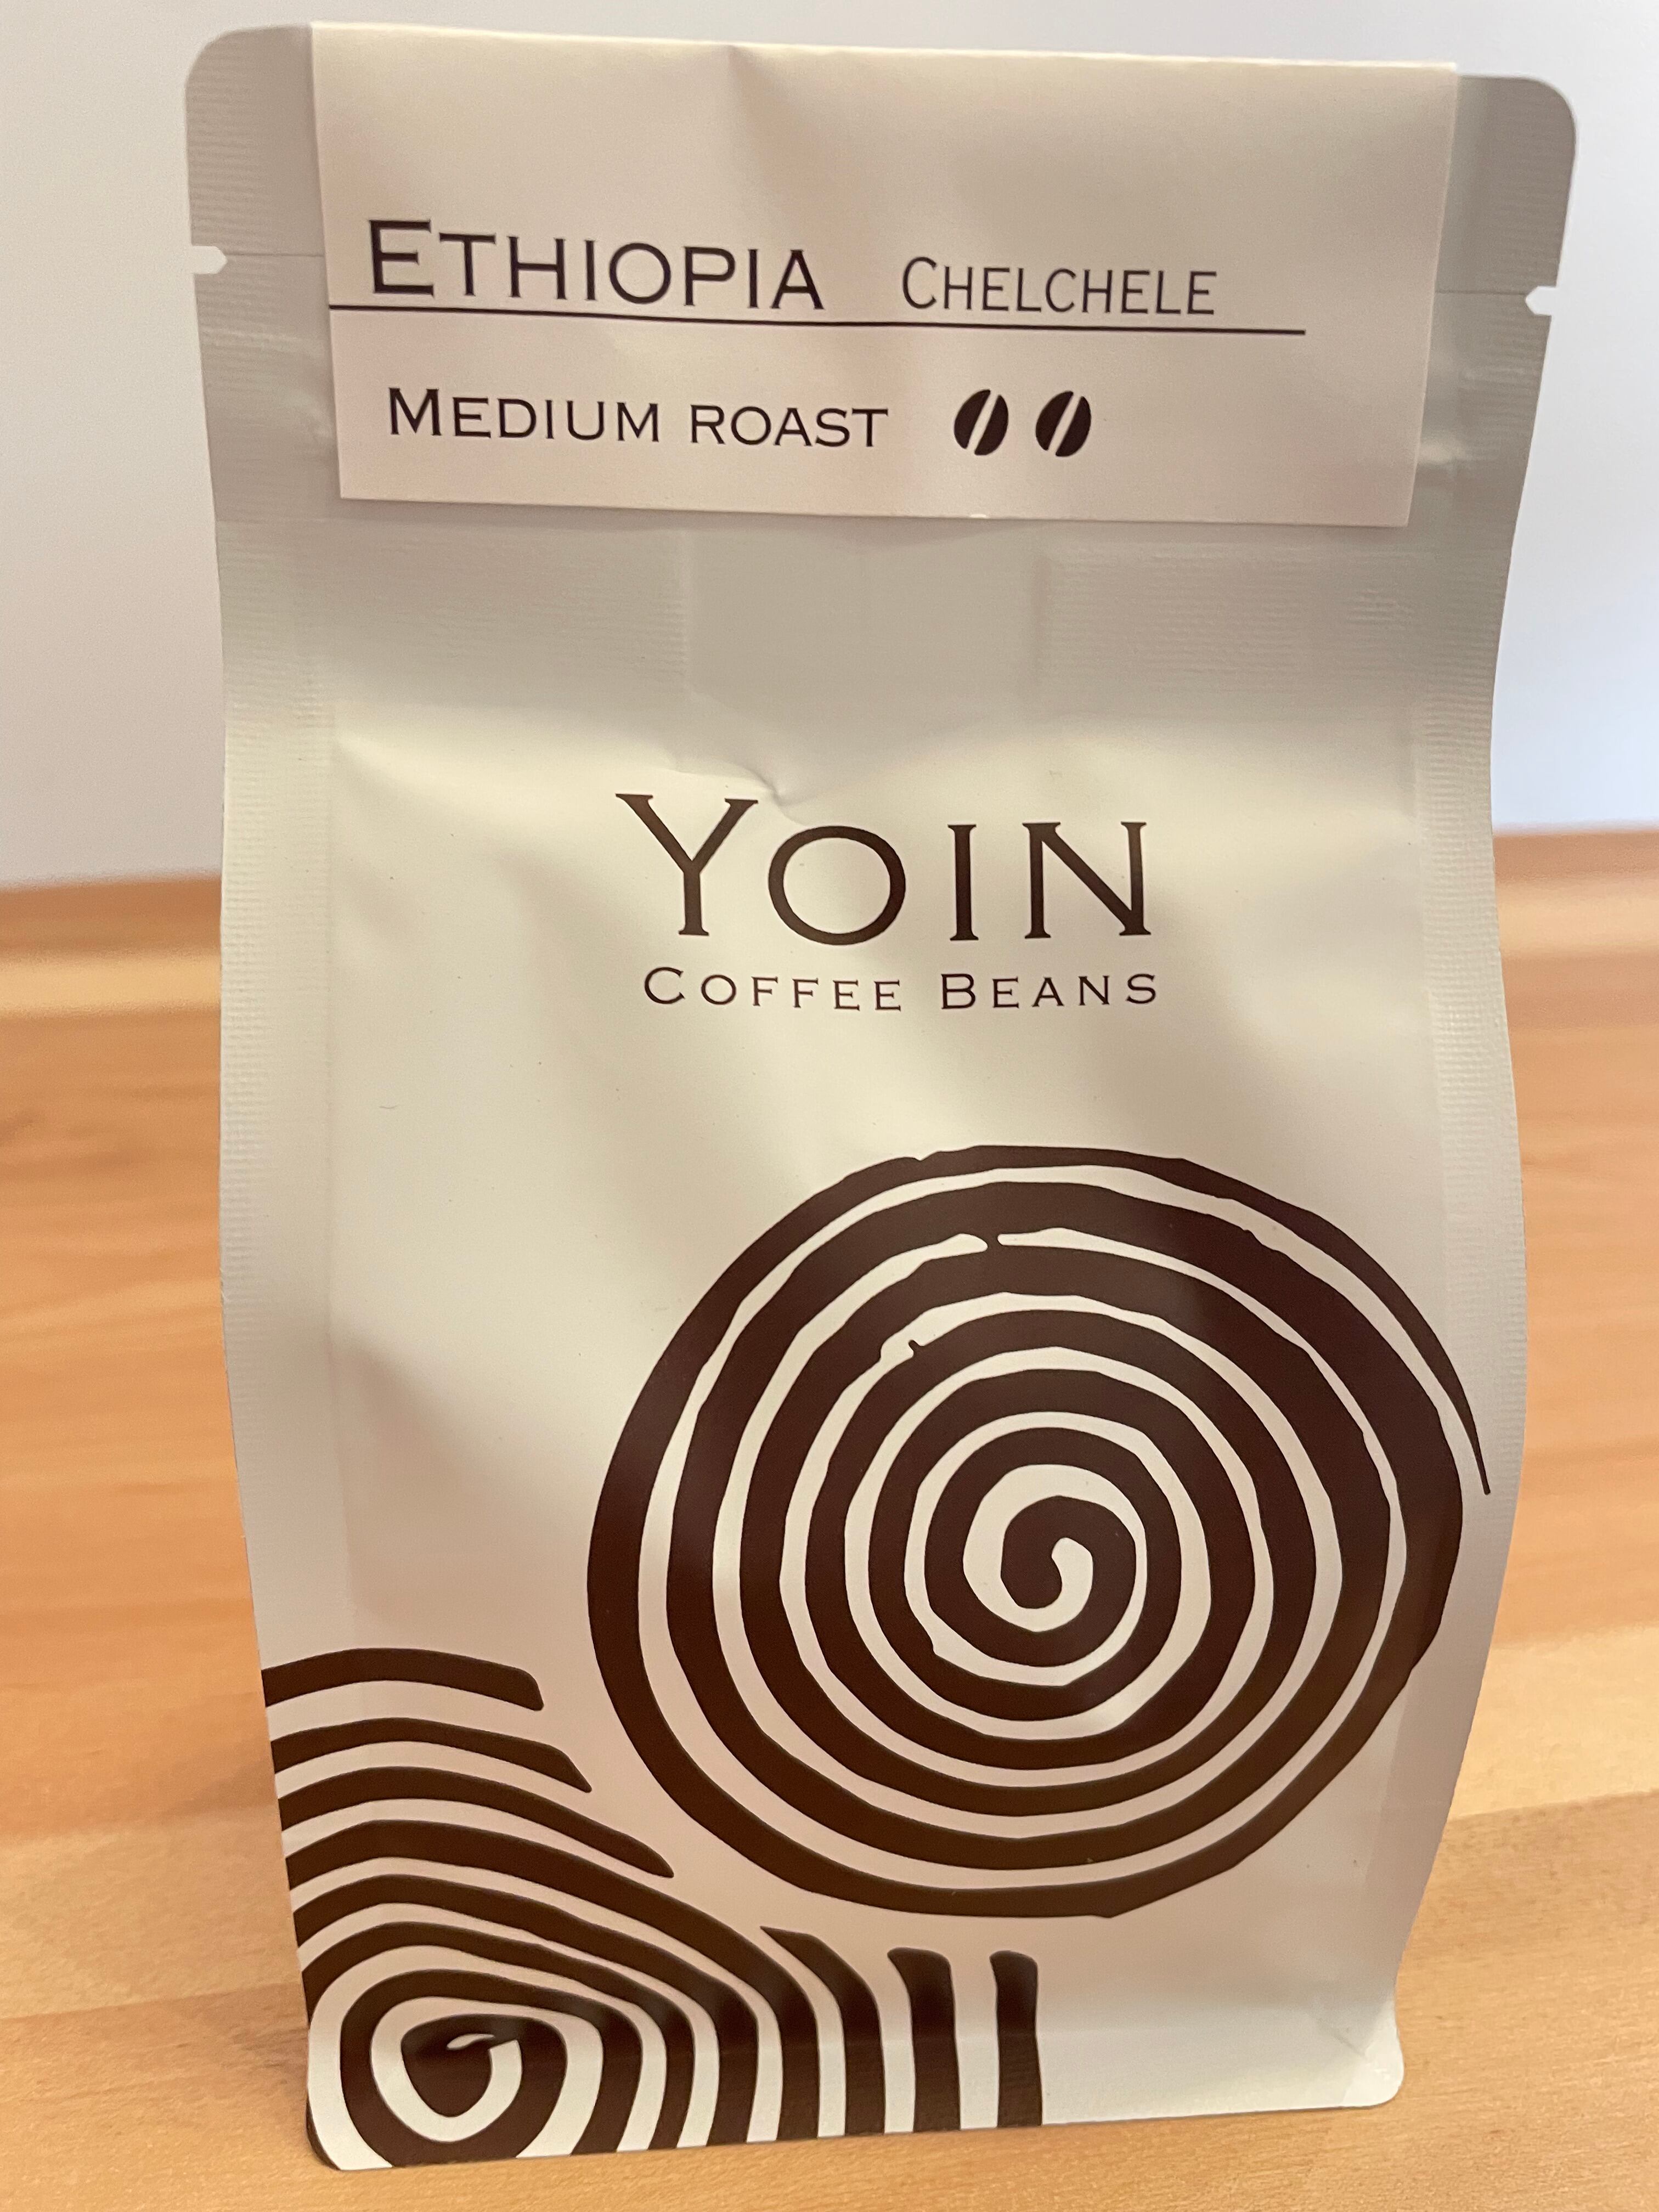 ETHIOPIA CHELCHELE
MEDIUM ROAST
YOIN
COFFEE BEANS